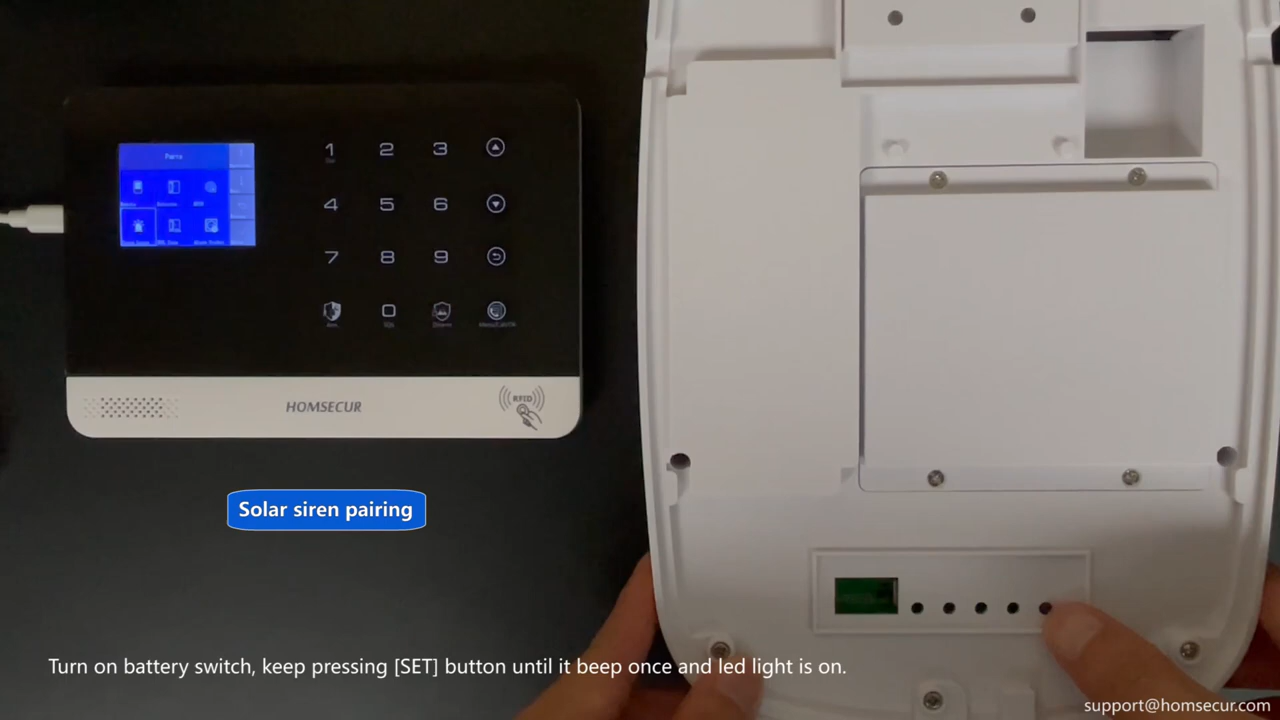 1 2 3
4 5 6
7 8 9
SOS
HOMSECUR
RFID
Solar siren pairing
Turn on battery switch, keep pressing [SET] button until it beep once and led light is on.
support@homsecur.com